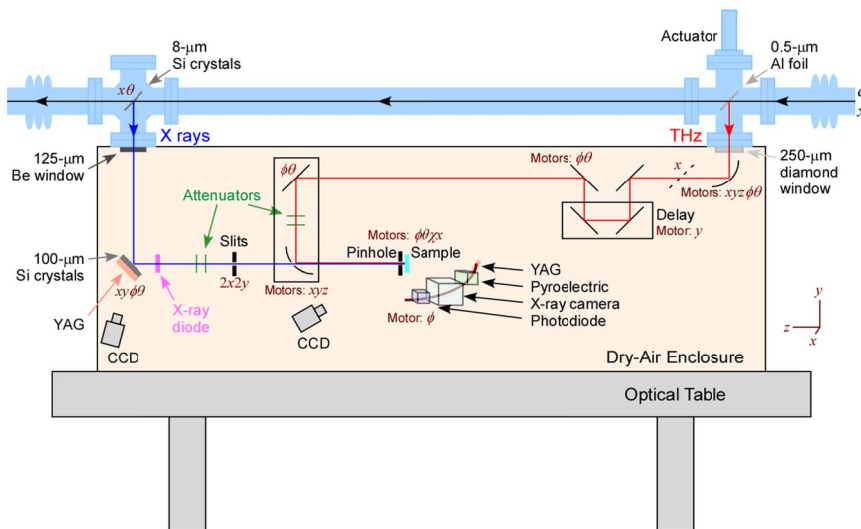 Actuator
8-µm
Si crystals
0.5-µm
Al foil
xθ
X rays
THz
125-µm
Be window
250-µm
diamond
window
ϕθ
Motors: ϕθ
x
Motors: xyzϕθ
Attenuators
Delay
Motor: y
Slits
Motors: ϕθχx
Pinhole
Sample
100-µm
Si crystals
xyϕθ
2x2y
Motors: xyz
YAG
Pyroelectric
X-ray camera
Photcdiode
Motor: ϕ
YAG
X-ray
diode
CCD
CCD
y
z
x
Dry-Air Enclosure
Optical Table